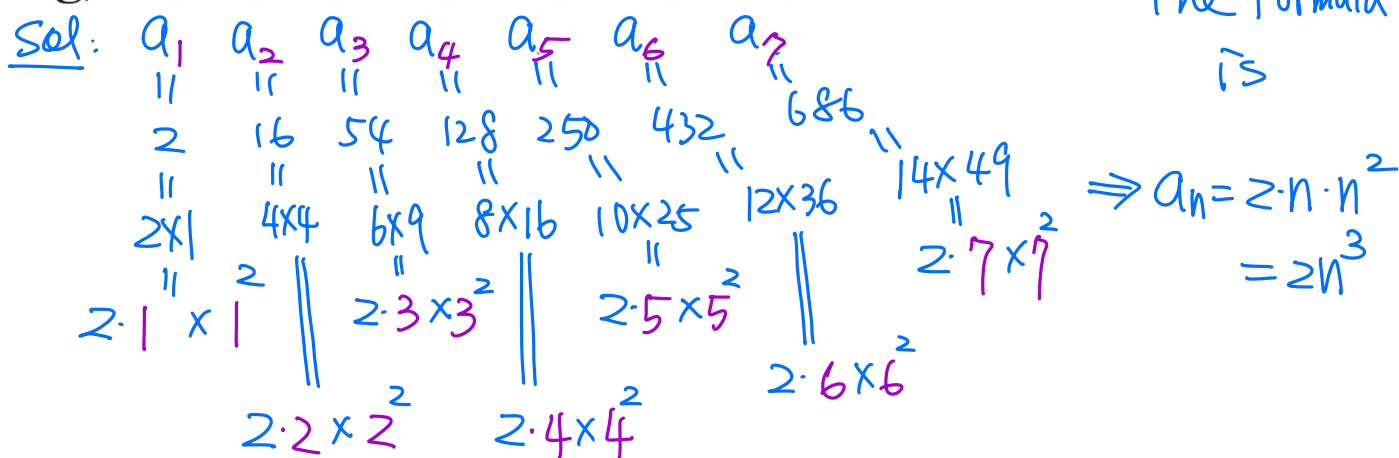 The formula
Sol: a₁ a₂ a₃ a₄ a₅ a₆ a₇ is
= = = = = = =
2 16 54 128 250 432 686
= = = = = = =
2×1 4×4 6×9 8×16 10×25 12×36 14×49 ⇒ aₙ = 2·n·n²
= = = = = = =
2·1 × 1² 2·3 × 3² 2·5 × 5² 2·7 × 7² = 2n³
2·6 × 6²
2·2 × 2² 2·4 × 4²